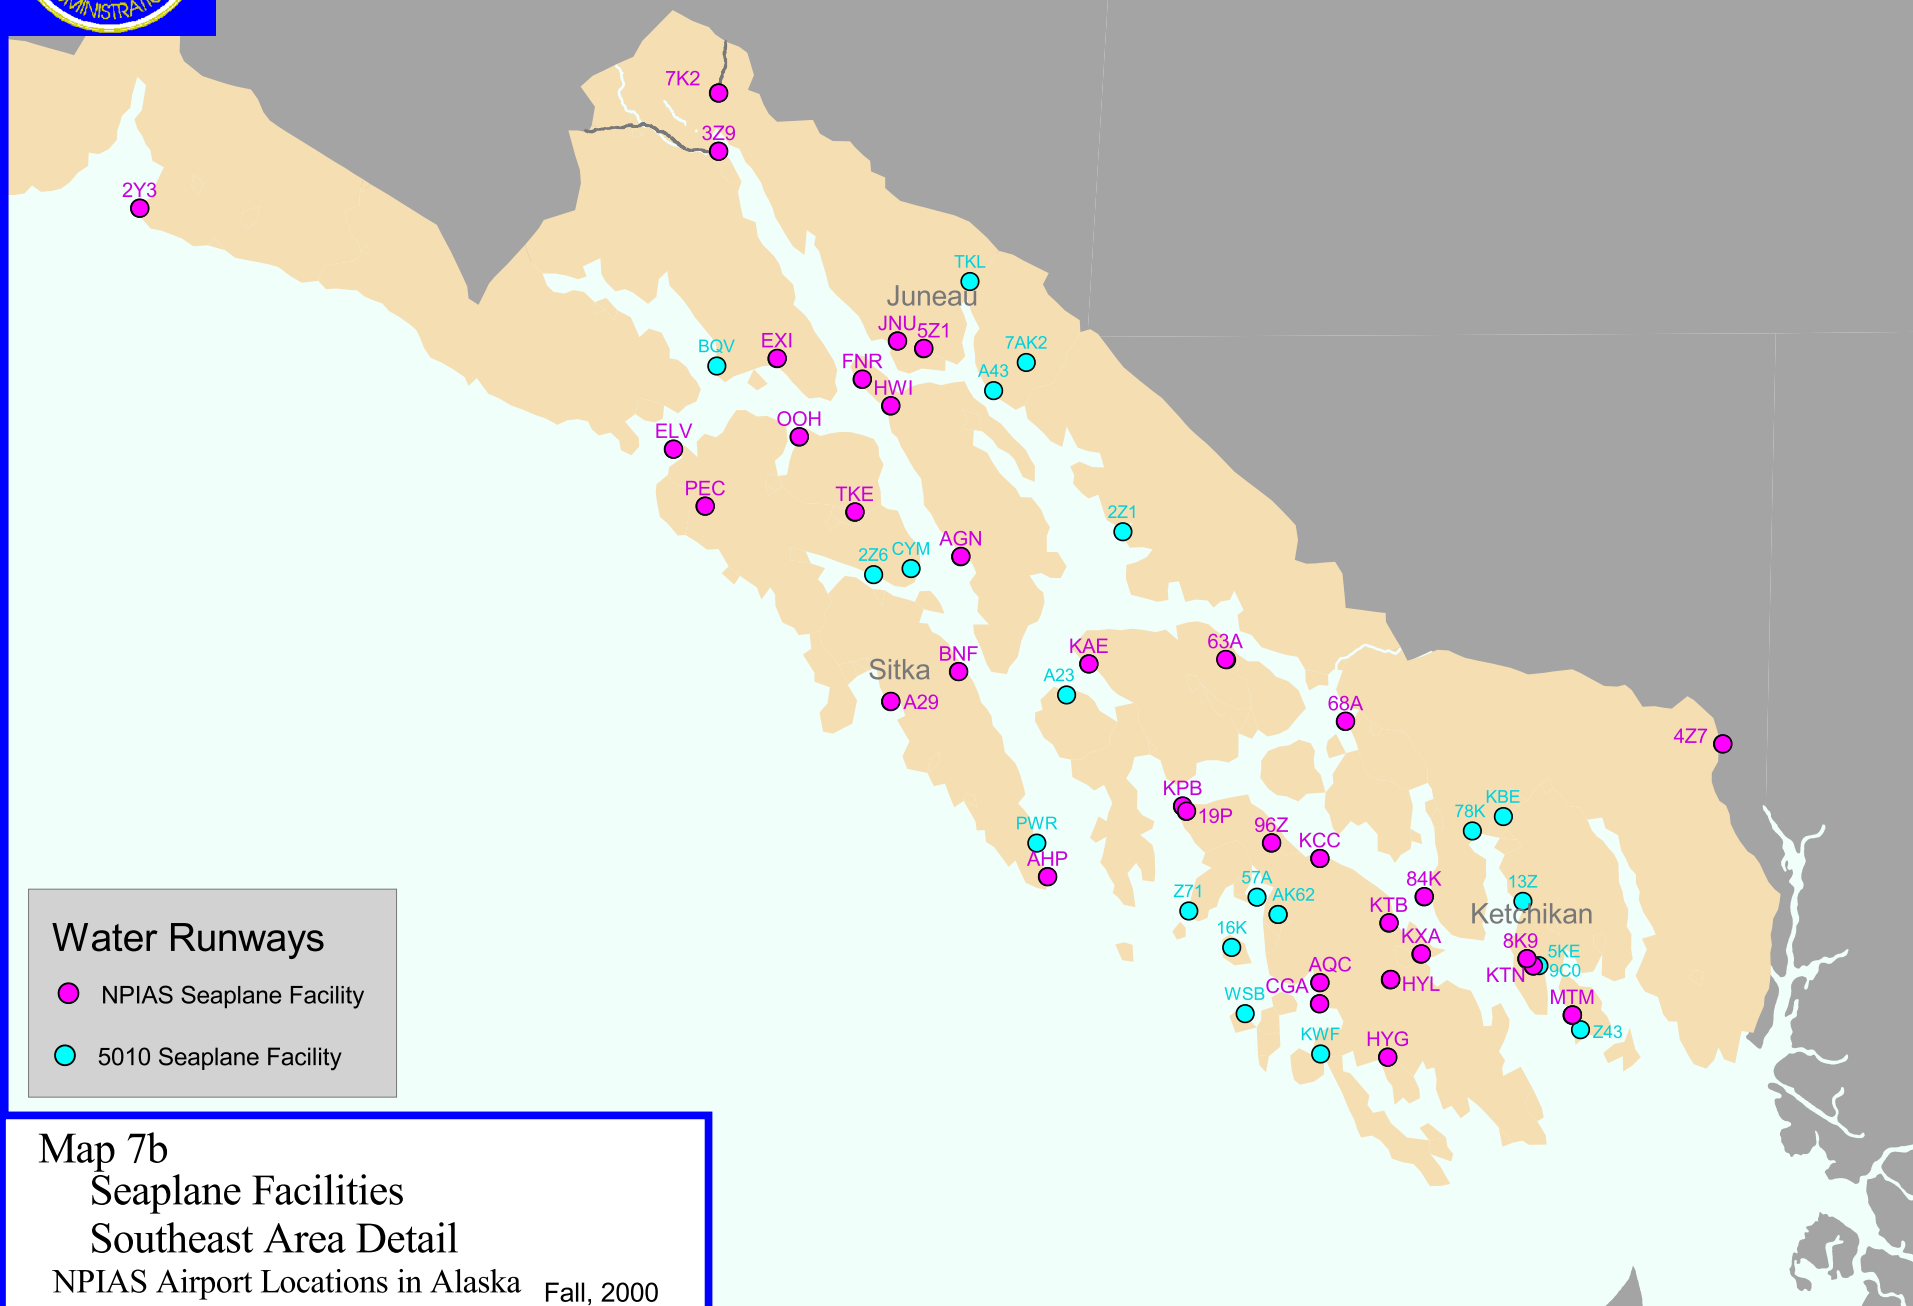 MINISTRATI
7K2
3Z9
2Y3
TKL
Juneau
JNU
5Z1
EXI
BQV
7AK2
FNR
A43
HWI
OOH
ELV
PEC
TKE
2Z1
AGN
CYM
2Z6
63A
KAE
BNF
Sitka
A23
A29
68A
4Z7
KPB
19P
KBE
78K
PWR
96Z
KCC
AHP
57A
84K
13Z
Z71
AK62
KTB
Ketchikan
16K
KXA
8K9
5KE
9C0
KTN
AQC
CGA
HYL
WSB
MTM
Z43
KWF
HYG
Water Runways
NPIAS Seaplane Facility
5010 Seaplane Facility
Map 7b
Seaplane Facilities
Southeast Area Detail
NPIAS Airport Locations in Alaska
Fall, 2000